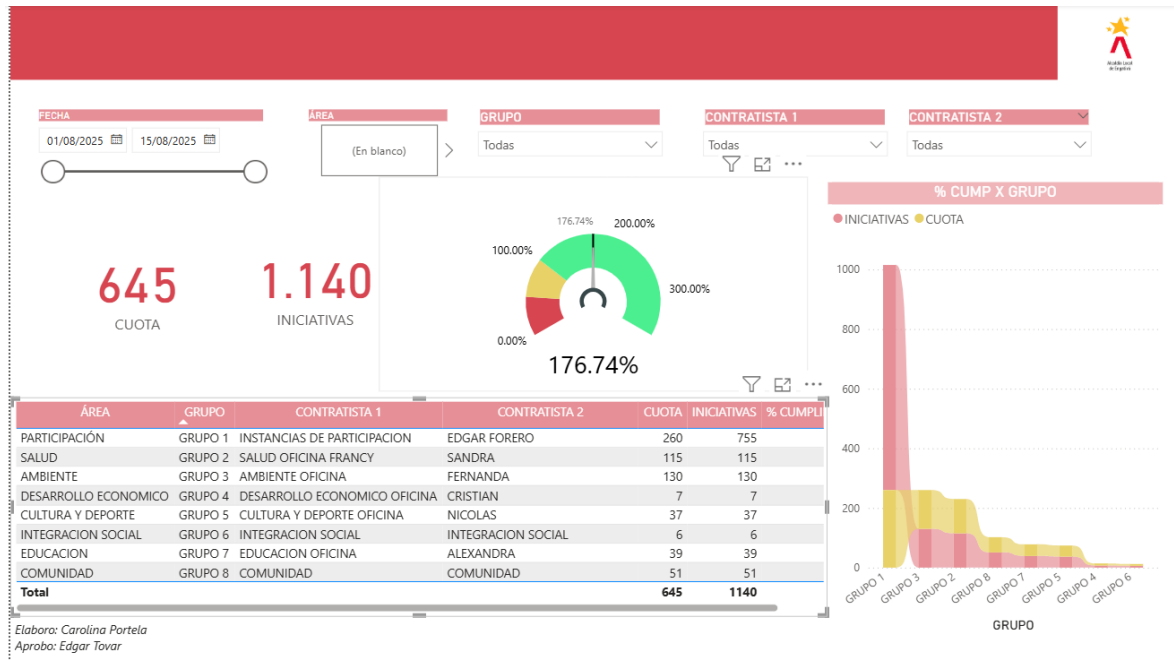 Alcaldía Local
de Engativá
FECHA
01/08/2025 15/08/2025
ÁREA
(En blanco)
GRUPO
Todas
CONTRATISTA 1
Todas
CONTRATISTA 2
Todas
645
CUOTA
1.140
INICIATIVAS
0.00%
100.00%
176.74%
200.00%
300.00%
176.74%
% CUMP X GRUPO
INICIATIVAS CUOTA
1000
800
600
400
200
0
GRUPO 1 GRUPO 3 GRUPO 2 GRUPO 8 GRUPO 7 GRUPO 5 GRUPO 4 GRUPO 6
GRUPO
ÁREA GRUPO CONTRATISTA 1 CONTRATISTA 2 CUOTA INICIATIVAS % CUMPLI
PARTICIPACIÓN GRUPO 1 INSTANCIAS DE PARTICIPACION EDGAR FORERO 260 755
SALUD GRUPO 2 SALUD OFICINA FRANCY SANDRA 115 115
AMBIENTE GRUPO 3 AMBIENTE OFICINA FERNANDA 130 130
DESARROLLO ECONOMICO GRUPO 4 DESARROLLO ECONOMICO OFICINA CRISTIAN 7 7
CULTURA Y DEPORTE GRUPO 5 CULTURA Y DEPORTE OFICINA NICOLAS 37 37
INTEGRACION SOCIAL GRUPO 6 INTEGRACION SOCIAL INTEGRACION SOCIAL 6 6
EDUCACION GRUPO 7 EDUCACION OFICINA ALEXANDRA 39 39
COMUNIDAD GRUPO 8 COMUNIDAD COMUNIDAD 51 51
Total 645 1140
Elaboro: Carolina Portela
Aprobo: Edgar Tovar